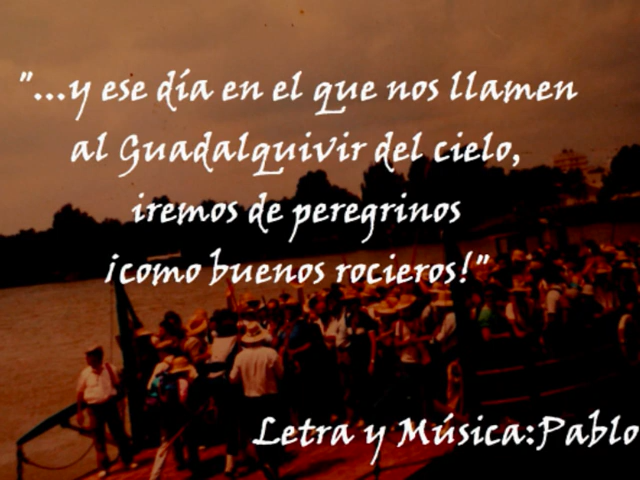 "...y ese día en el que nos llamen
al Guadalquivir del cielo,
iremos de peregrinos
¡como buenos rocieros!"
Letra y Música:Pablo